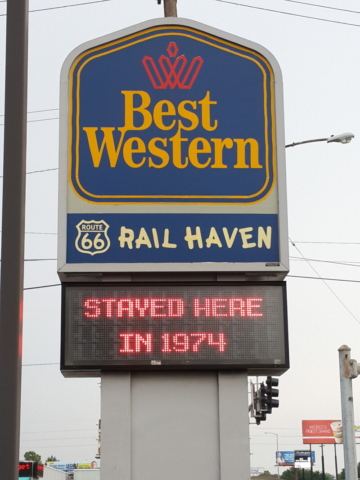 Best
Western
ROUTE
66
RAIL HAVEN
STAYED HERE
IN 1974